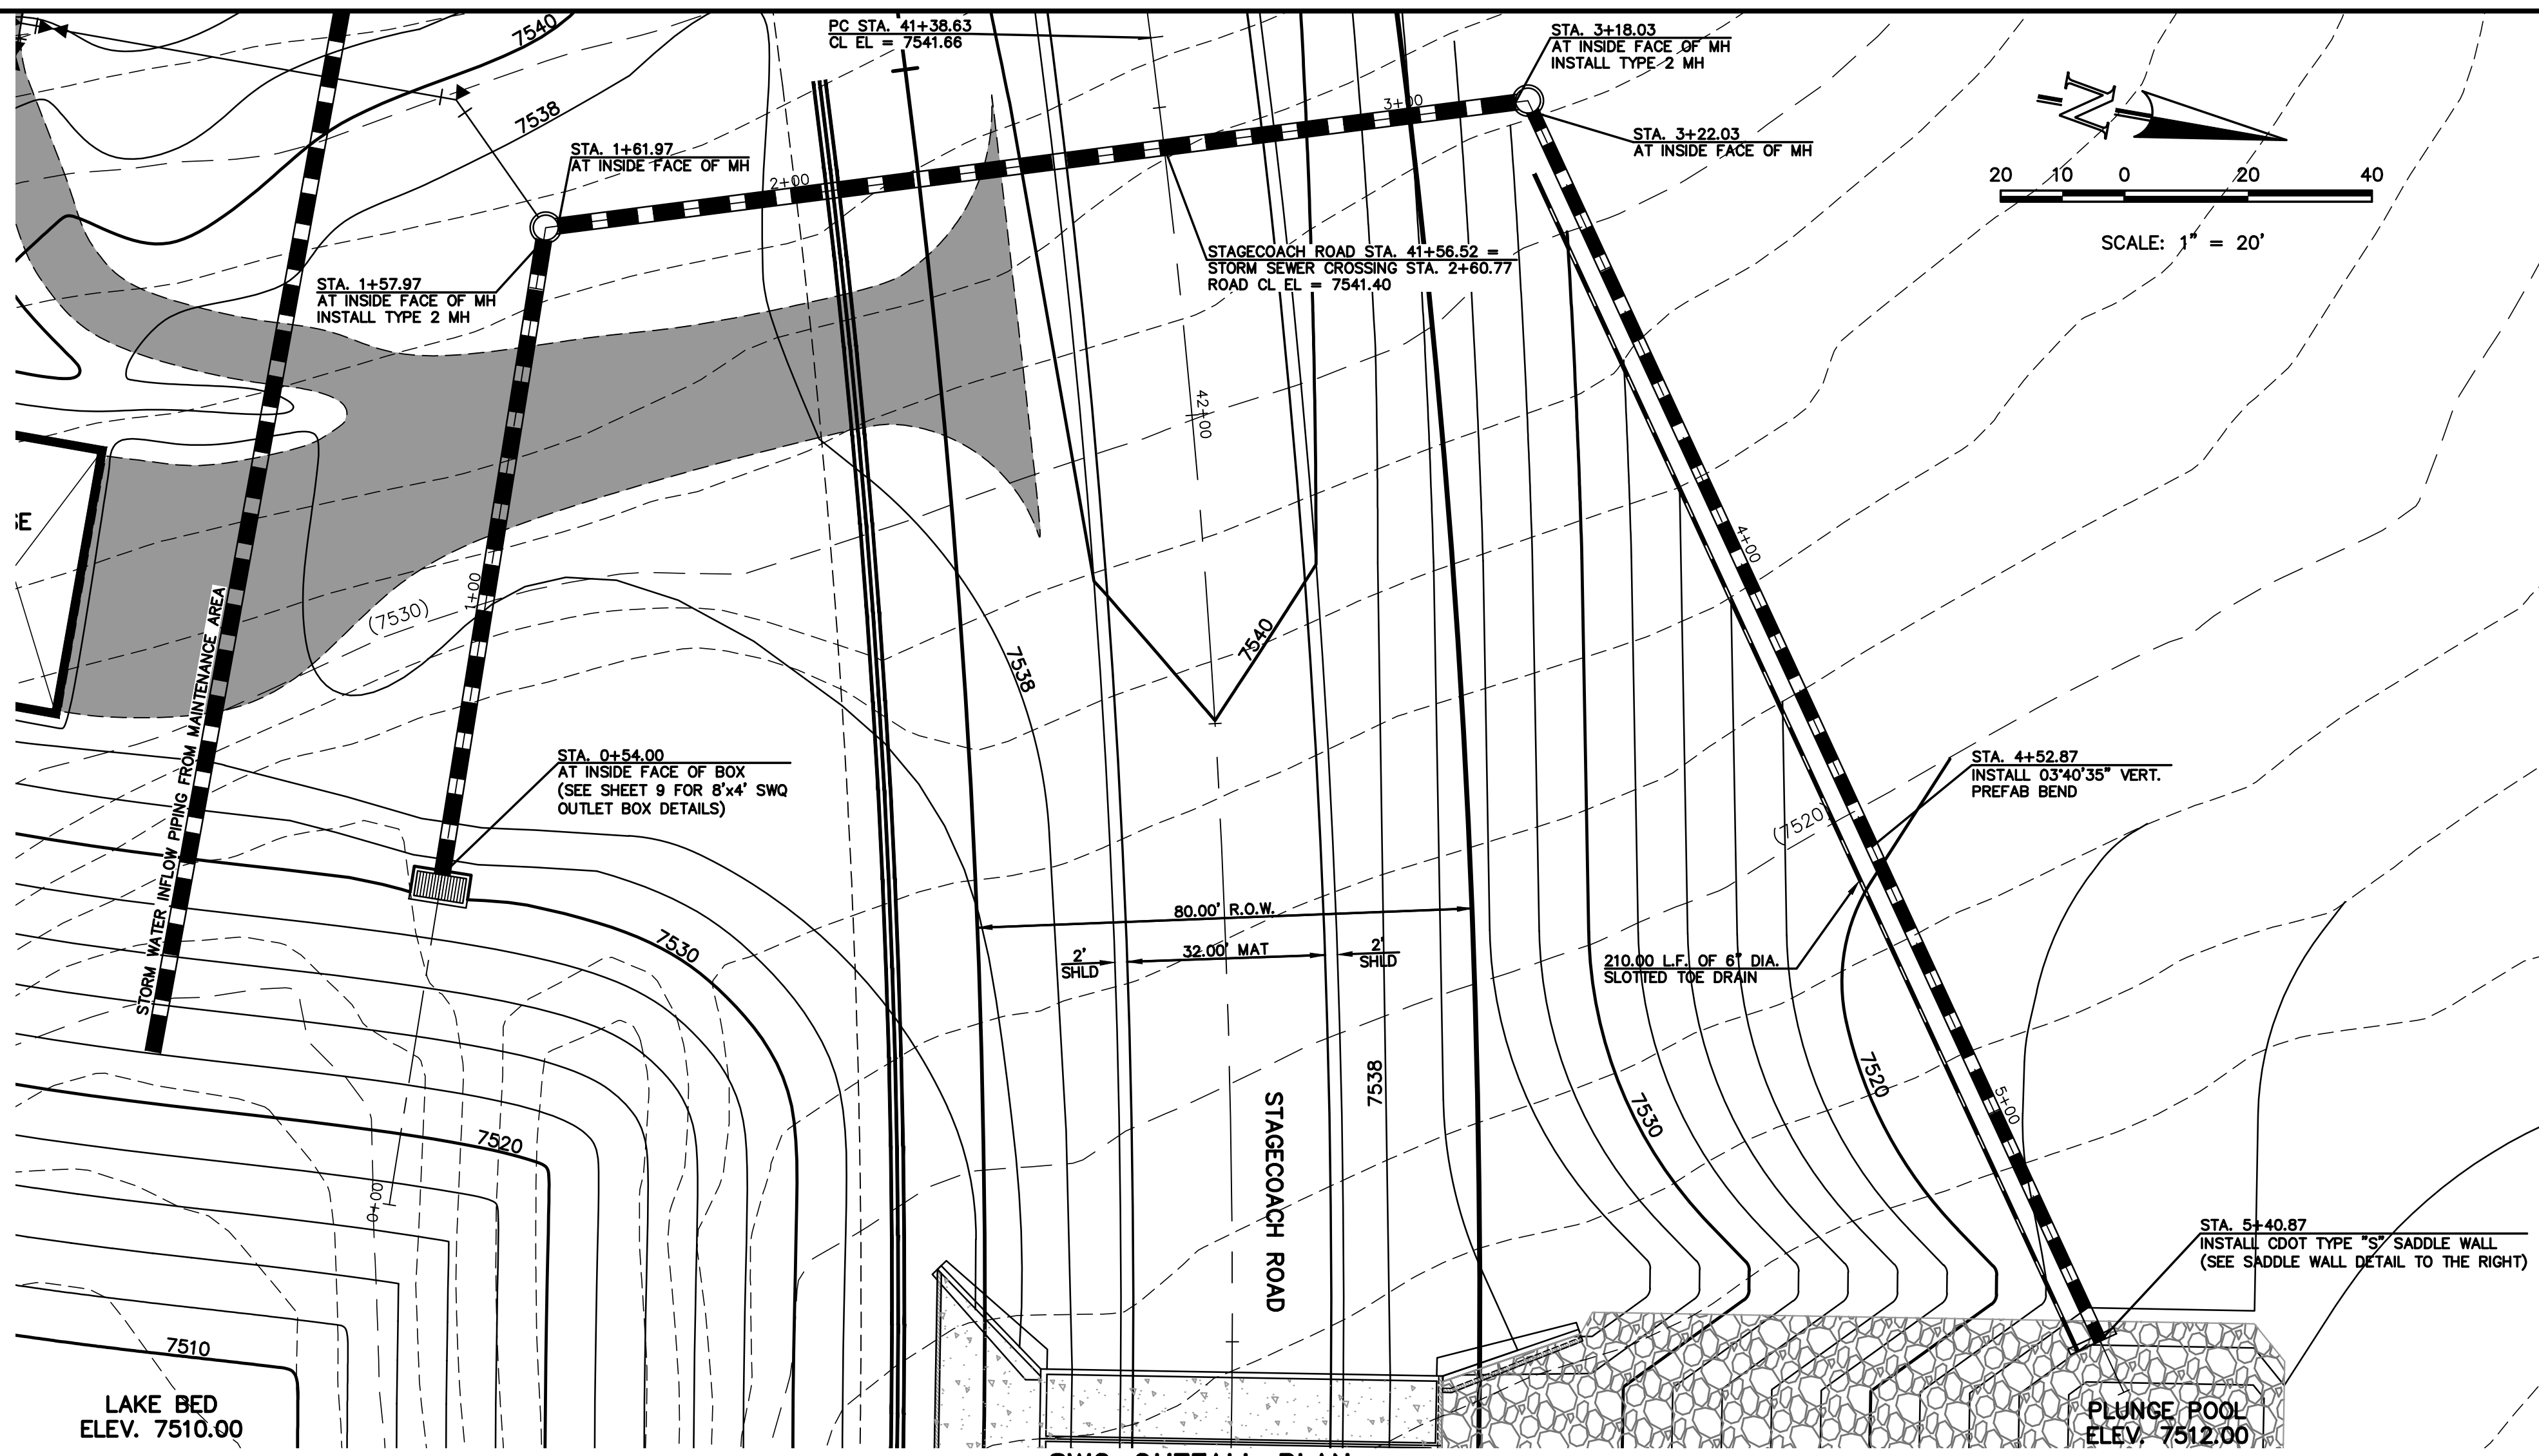 7540
PC STA. 41+38.63
CL EL = 7541.66
STA. 3+18.03
AT INSIDE FACE OF MH
INSTALL TYPE 2 MH
7538
3+00
N
STA. 3+22.03
AT INSIDE FACE OF MH
STA. 1+61.97
AT INSIDE FACE OF MH
2+00
20 10 0 20 40
SCALE: 1" = 20'
STAGECOACH ROAD STA. 41+56.52 =
STORM SEWER CROSSING STA. 2+60.77
ROAD CL EL = 7541.40
STA. 1+57.97
AT INSIDE FACE OF MH
INSTALL TYPE 2 MH
42+00
SE
4+00
1+00
(7530)
7540
7538
STORM WATER INFLOW PIPING FROM MAINTENANCE AREA
STA. 0+54.00
AT INSIDE FACE OF BOX
(SEE SHEET 9 FOR 8'x4' SWQ
OUTLET BOX DETAILS)
STA. 4+52.87
INSTALL 03°40'35" VERT.
PREFAB BEND
(7520)
80.00' R.O.W.
7530
2'
SHLD
32.00' MAT
2'
SHLD
210.00 L.F. OF 6" DIA.
SLOTTED TOE DRAIN
7538
7520
5+00
7530
7520
STAGECOACH ROAD
0+00
STA. 5+40.87
INSTALL CDOT TYPE "S" SADDLE WALL
(SEE SADDLE WALL DETAIL TO THE RIGHT)
7510
LAKE BED
ELEV. 7510.00
PLUNGE POOL
ELEV. 7512.00
SWQ OUTFALL PLAN